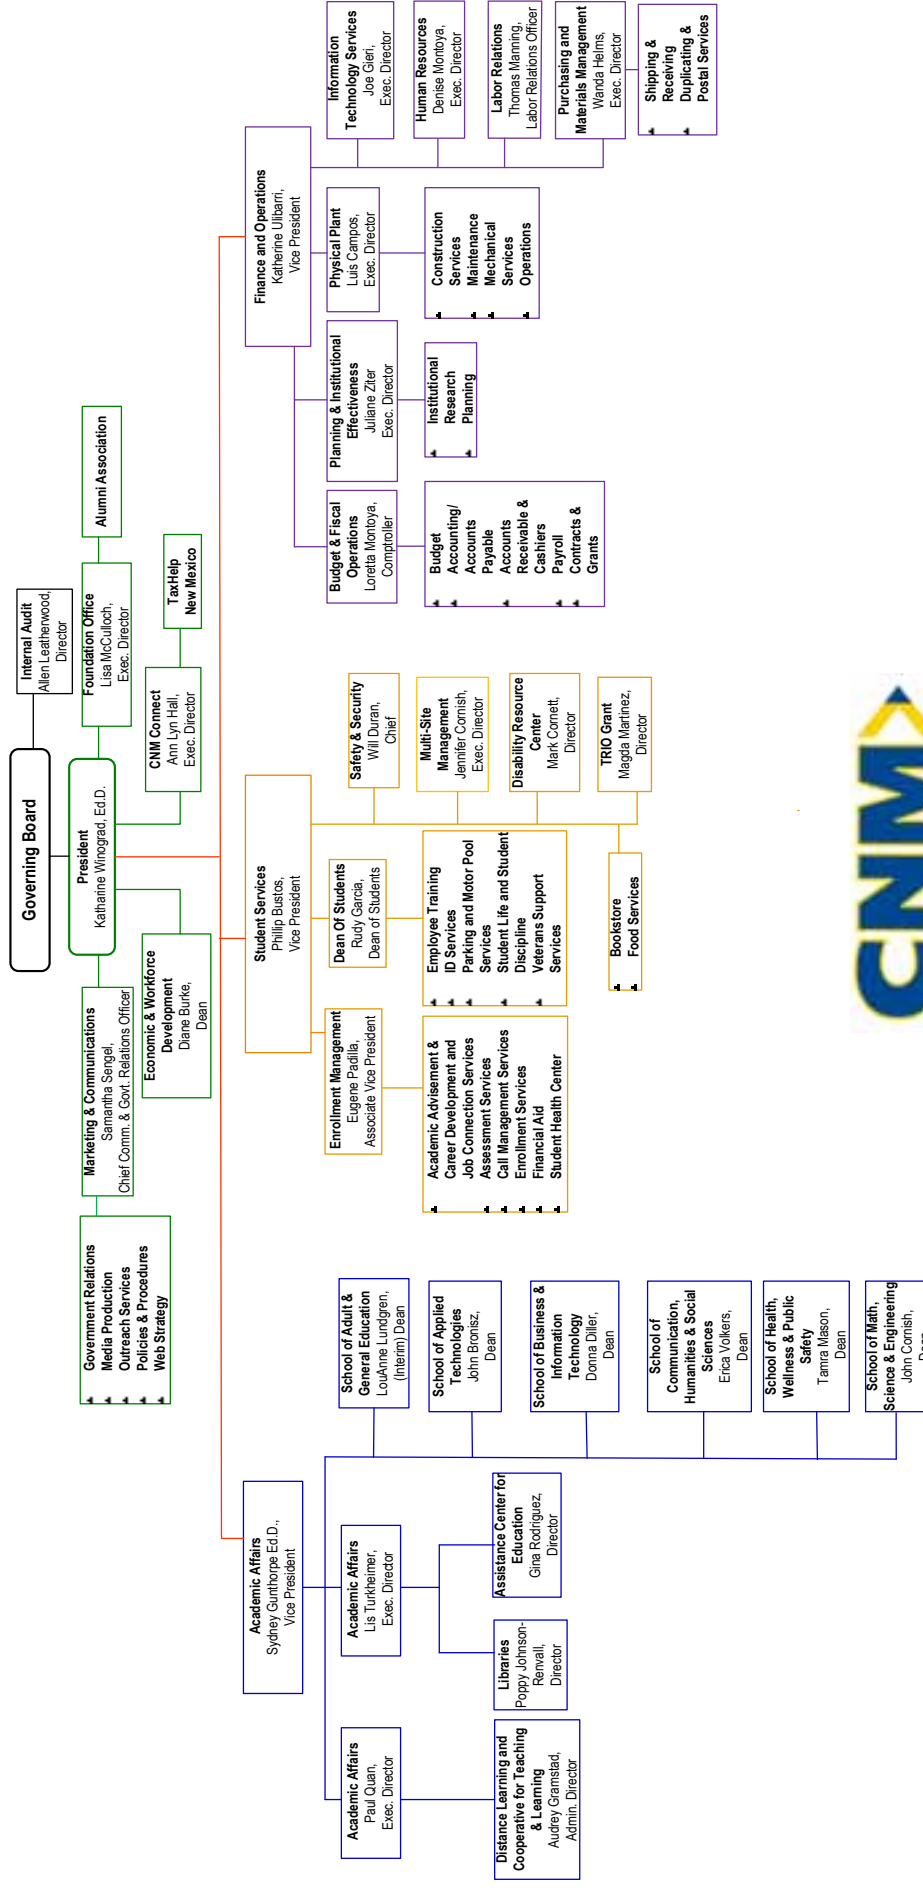 Governing Board
Internal Audit
Allen Leatherwood,
Director
President
Katharine Winograd, Ed.D.
Foundation Office
Lisa McCulloch,
Exec. Director
Alumni Association
Marketing & Communications
Samantha Sengel,
Chief Comm. & Govt. Relations Officer
Government Relations
Media Production
Outreach Services
Policies & Procedures
Web Strategy
Economic & Workforce
Development
Diane Burke,
Dean
CNM Connect
Ann Lyn Hall,
Exec. Director
TaxHelp
New Mexico
Academic Affairs
Sydney Gunthorpe Ed.D.,
Vice President
Academic Affairs
Paul Quan,
Exec. Director
Distance Learning and
Cooperative for Teaching
& Learning
Audrey Gramstad,
Admin. Director
Academic Affairs
Lis Turkheimer,
Exec. Director
Libraries
Poppy Johnson-
Renvall,
Director
Assistance Center for
Education
Gina Rodriguez,
Director
School of Adult &
General Education
LouAnne Lundgren,
(Interim) Dean
School of Applied
Technologies
John Bronisz,
Dean
School of Business &
Information
Technology
Donna Diller,
Dean
School of
Communication,
Humanities & Social
Sciences
Erica Volkers,
Dean
School of Health,
Wellness & Public
Safety
Tamra Mason,
Dean
School of Math,
Science & Engineering
John Cornish,
Student Services
Phillip Bustos,
Vice President
Enrollment Management
Eugene Padilla,
Associate Vice President
Academic Advisement &
Career Development and
Job Connection Services
Assessment Services
Call Management Services
Enrollment Services
Financial Aid
Student Health Center
Dean Of Students
Rudy Garcia,
Dean of Students
Employee Training
ID Services
Parking and Motor Pool
Services
Student Life and Student
Discipline
Veterans Support
Services
Safety & Security
Will Duran,
Chief
Multi-Site
Management
Jennifer Cornish,
Exec. Director
Disability Resource
Center
Mark Cornett,
Director
TRIO Grant
Magda Martinez,
Director
Bookstore
Food Services
Finance and Operations
Katherine Ulibarri,
Vice President
Budget & Fiscal
Operations
Loretta Montoya,
Comptroller
Budget
Accounting/
Accounts
Payable
Accounts
Receivable &
Cashiers
Payroll
Contracts &
Grants
Planning & Institutional
Effectiveness
Juliane Ziter
Exec. Director
Institutional
Research
Planning
Physical Plant
Luis Campos,
Exec. Director
Construction
Services
Maintenance
Mechanical
Services
Operations
Information
Technology Services
Joe Gieri,
Exec. Director
Human Resources
Denise Montoya,
Exec. Director
Labor Relations
Thomas Manning,
Labor Relations Officer
Purchasing and
Materials Management
Wanda Helms,
Exec. Director
Shipping &
Receiving
Duplicating &
Postal Services
CNM